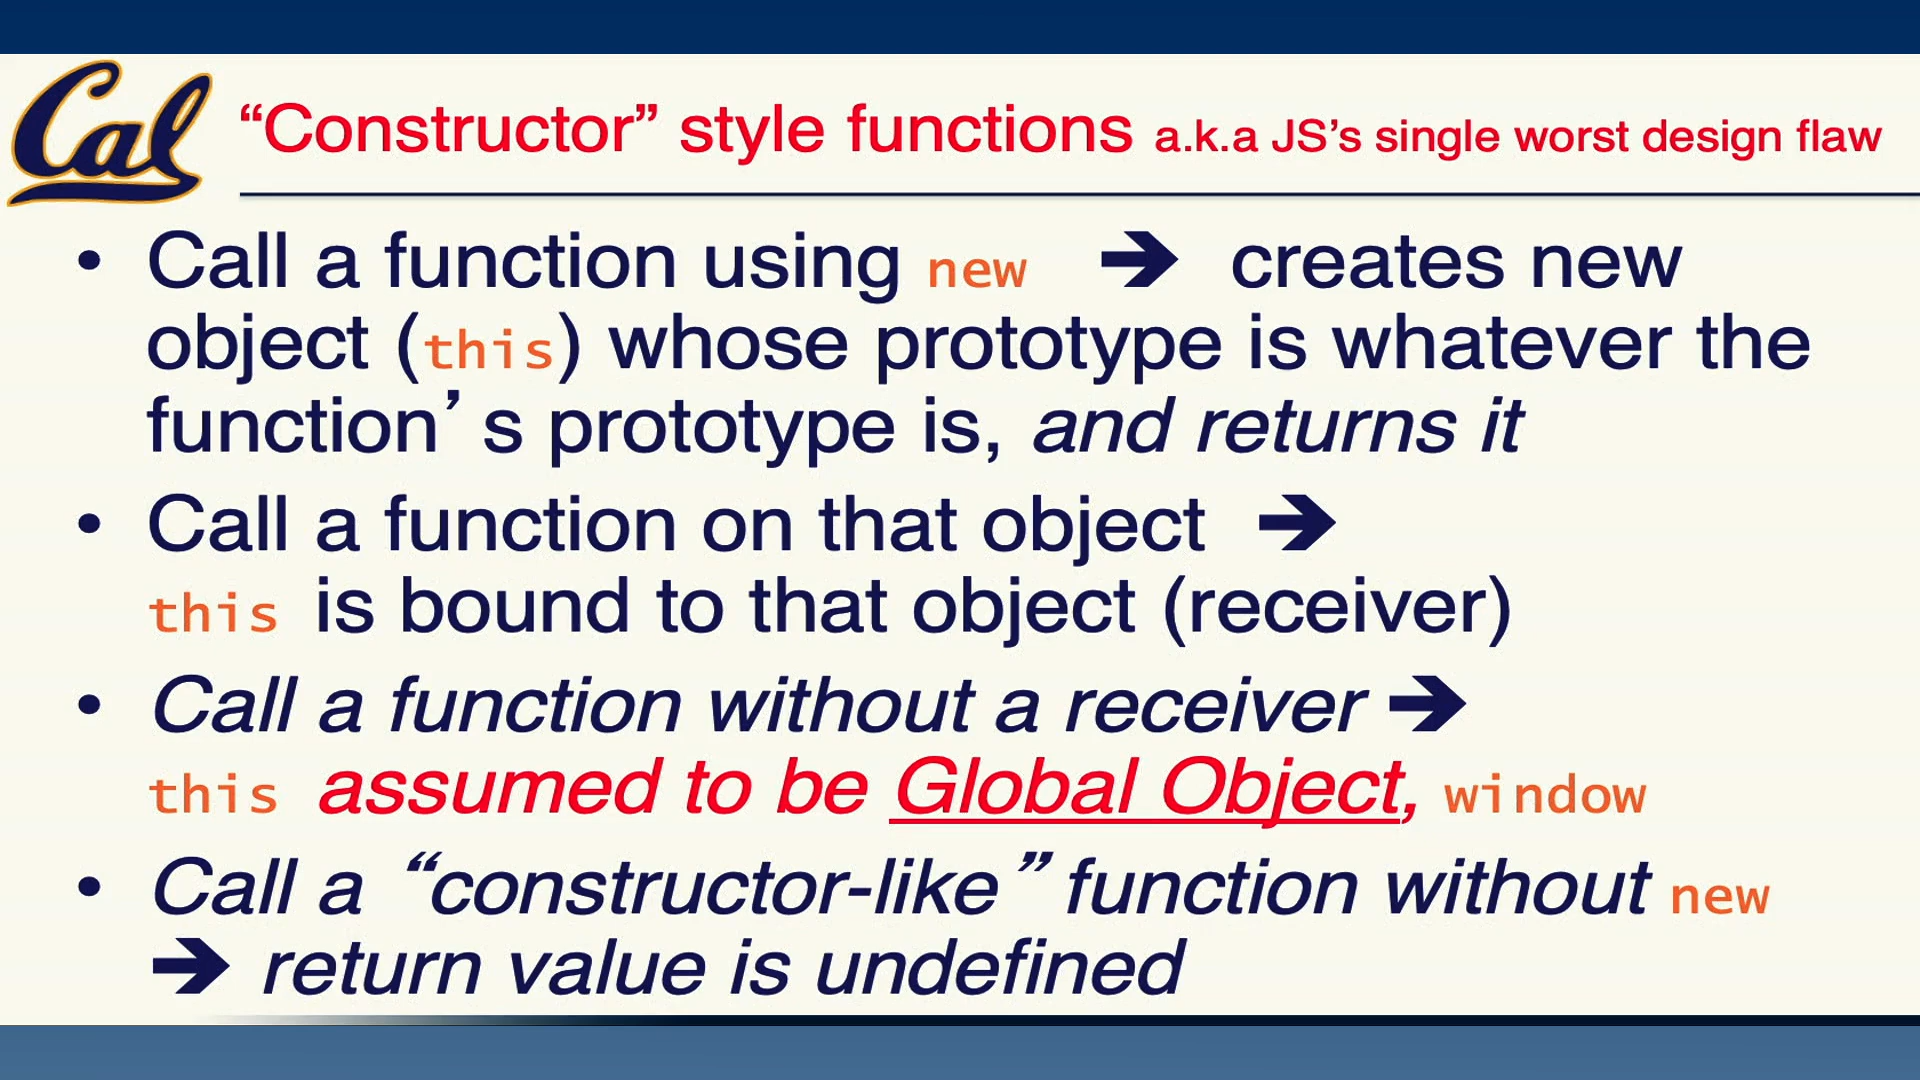 Cal
“Constructor” style functions a.k.a JS’s single worst design flaw
• Call a function using new ➔ creates new
object (this) whose prototype is whatever the
function’s prototype is, and returns it
• Call a function on that object ➔
this is bound to that object (receiver)
• Call a function without a receiver ➔
this assumed to be Global Object, window
• Call a “constructor-like” function without new
➔ return value is undefined